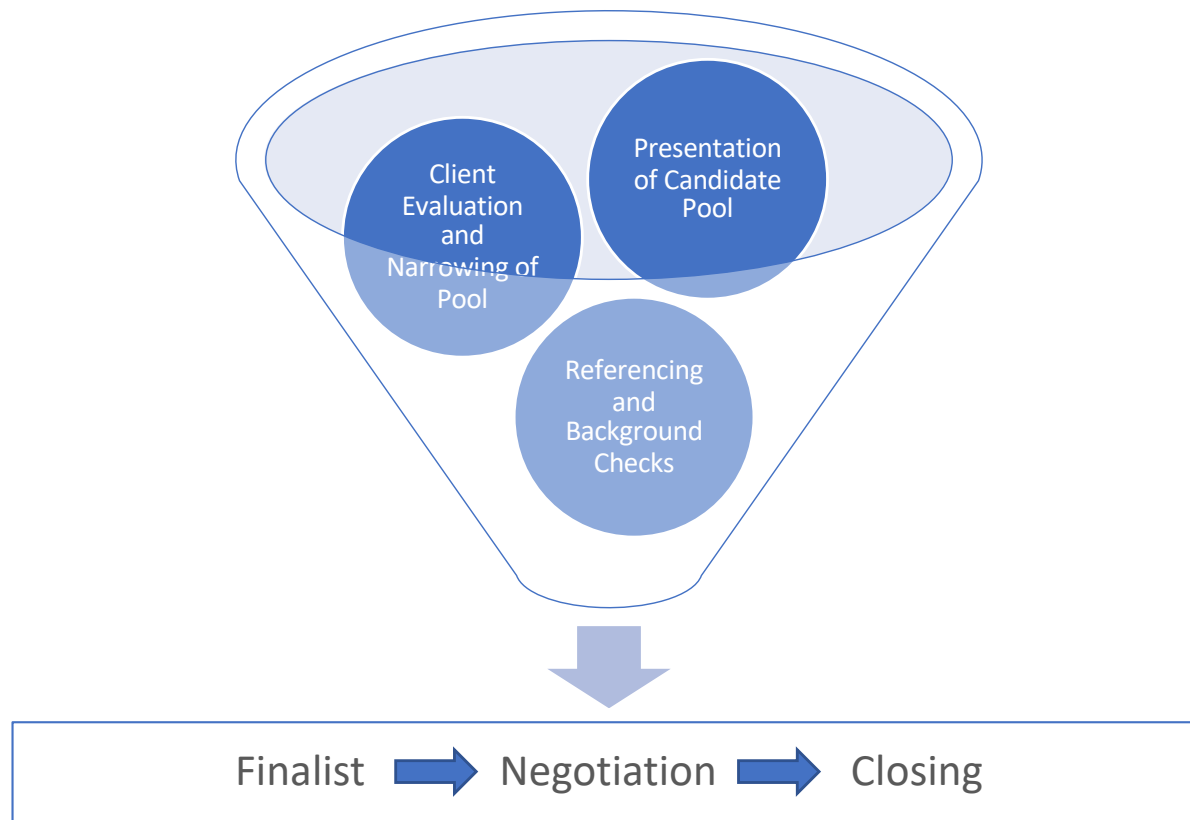 Client
Evaluation
and
Narrowing of
Pool
Presentation
of Candidate
Pool
Referencing
and
Background
Checks
Finalist
Negotiation
Closing